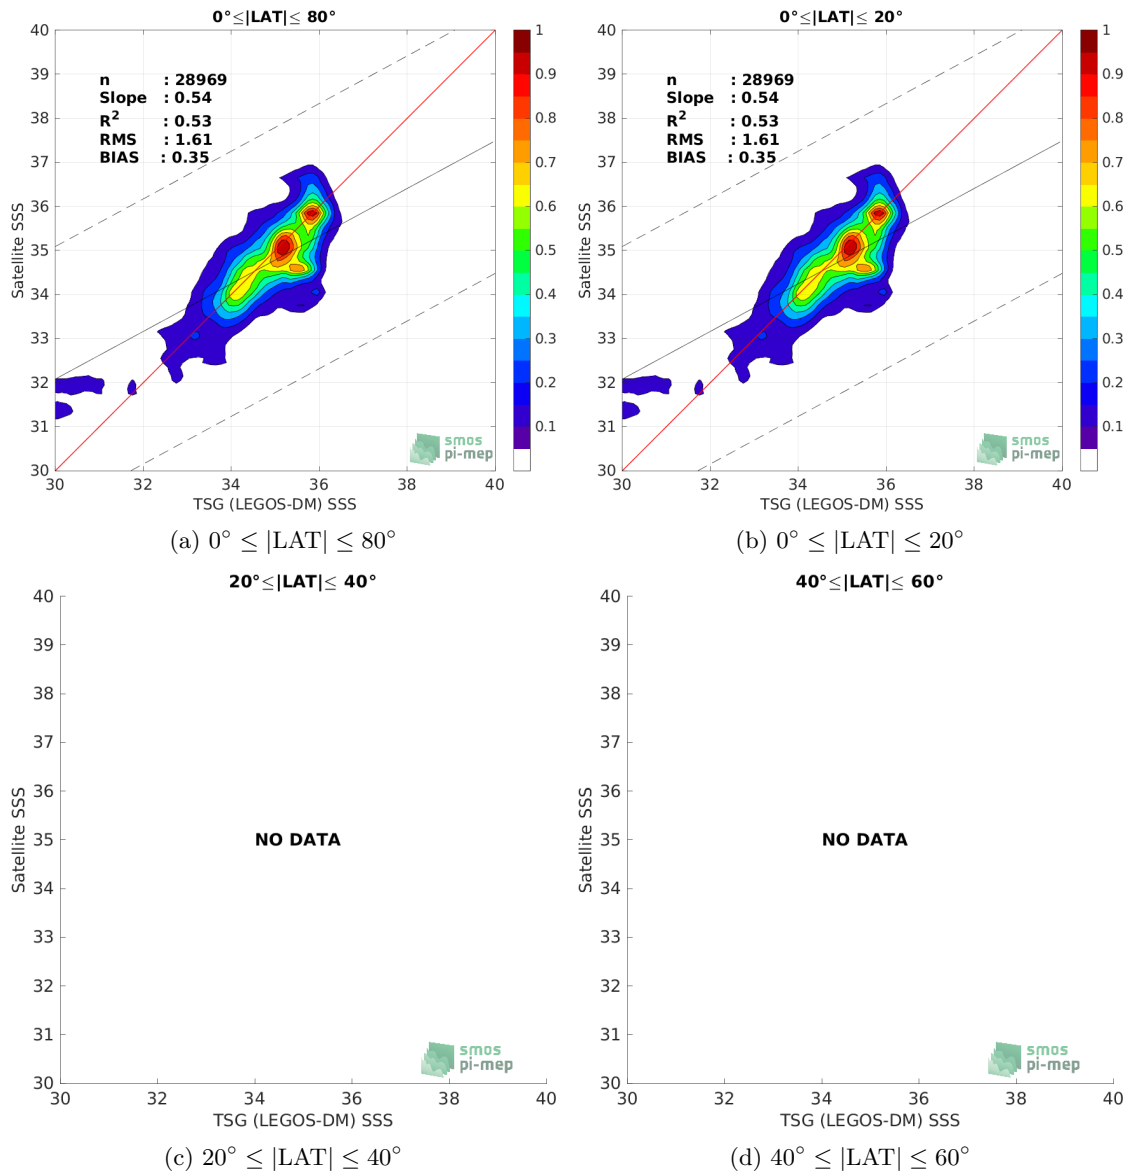 0°≤|LAT|≤ 80°
40
39
38
37
36
35
34
33
32
31
30
Satellite SSS
n : 28969
Slope : 0.54
R² : 0.53
RMS : 1.61
BIAS : 0.35
smos
pi-mep
30 32 34 36 38 40
TSG (LEGOS-DM) SSS
1
0.9
0.8
0.7
0.6
0.5
0.4
0.3
0.2
0.1
(a) 0° ≤ |LAT| ≤ 80°
0°≤|LAT|≤ 20°
40
39
38
37
36
35
34
33
32
31
30
Satellite SSS
n : 28969
Slope : 0.54
R² : 0.53
RMS : 1.61
BIAS : 0.35
smos
pi-mep
30 32 34 36 38 40
TSG (LEGOS-DM) SSS
1
0.9
0.8
0.7
0.6
0.5
0.4
0.3
0.2
0.1
(b) 0° ≤ |LAT| ≤ 20°
20°≤|LAT|≤ 40°
40
39
38
37
36
35
34
33
32
31
30
Satellite SSS
NO DATA
smos
pi-mep
30 32 34 36 38 40
TSG (LEGOS-DM) SSS
(c) 20° ≤ |LAT| ≤ 40°
40°≤|LAT|≤ 60°
40
39
38
37
36
35
34
33
32
31
30
Satellite SSS
NO DATA
smos
pi-mep
30 32 34 36 38 40
TSG (LEGOS-DM) SSS
(d) 40° ≤ |LAT| ≤ 60°